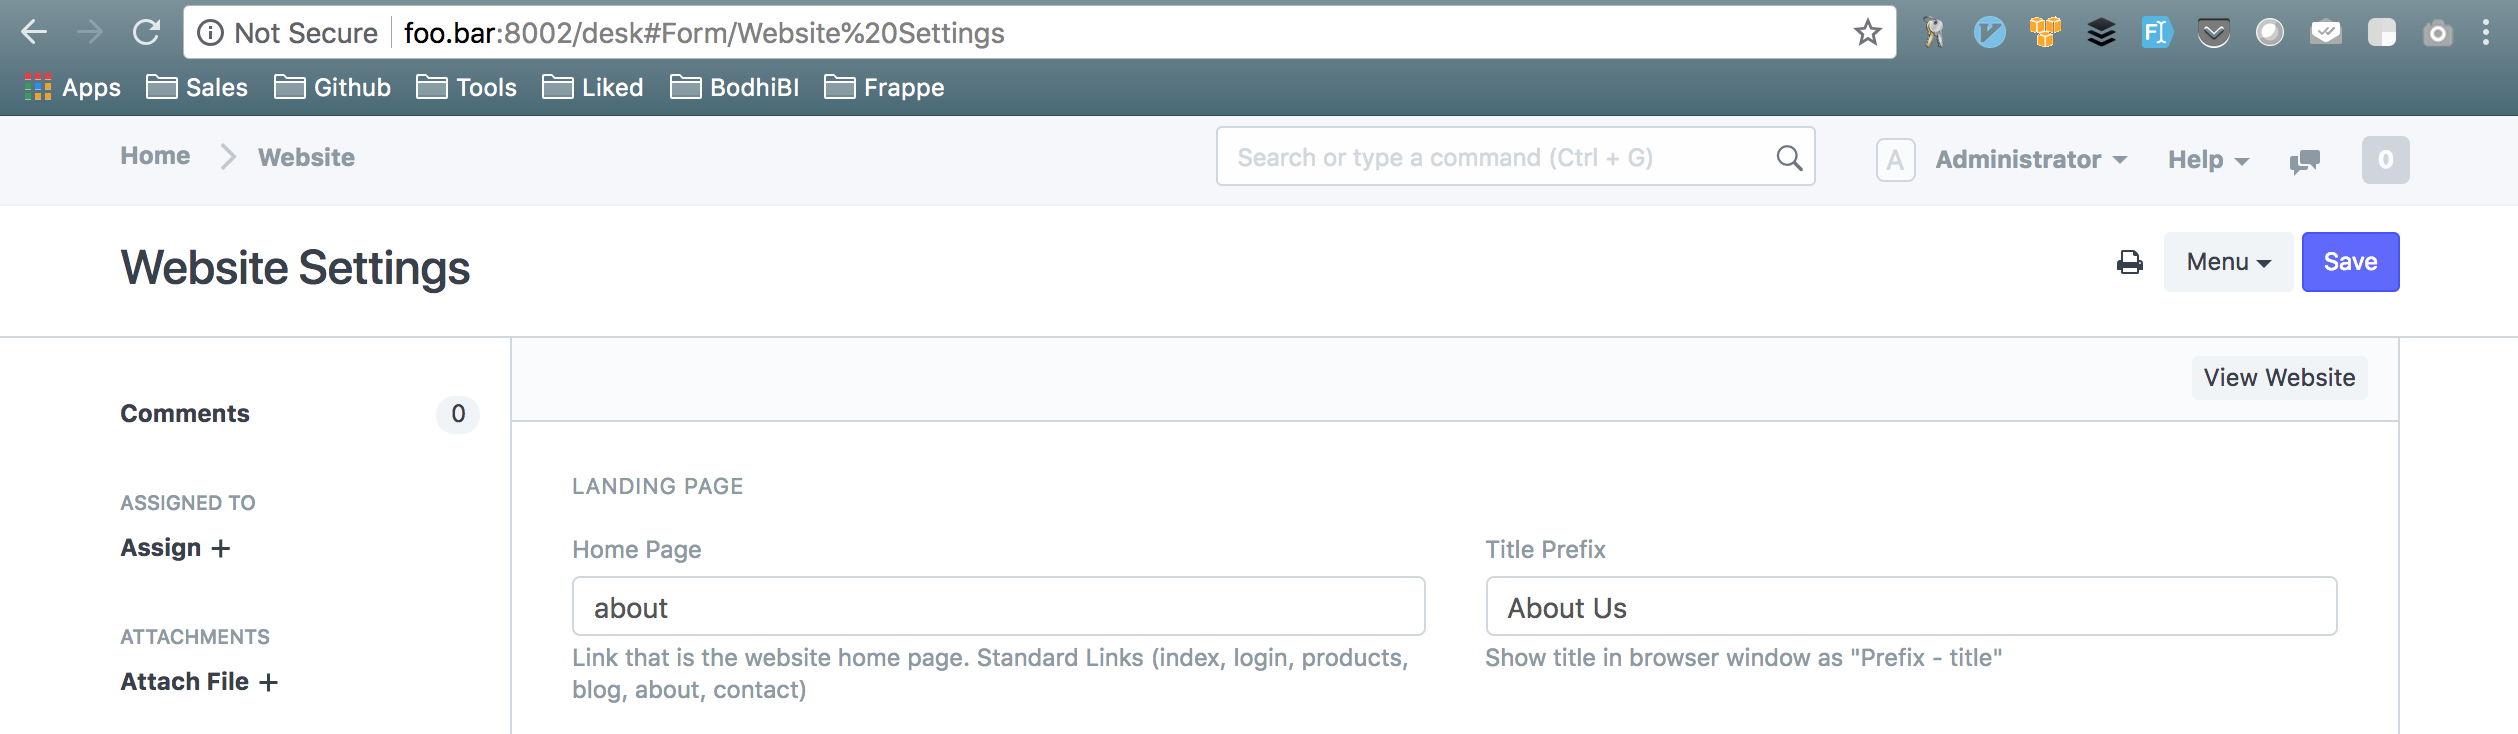 Not Secure foo.bar:8002/desk#Form/Website%20Settings
Apps Sales Github Tools Liked BodhiBI Frappe
Home Website Search or type a command (Ctrl + G) A Administrator Help 0
Website Settings Menu Save
View Website
Comments 0
LANDING PAGE
ASSIGNED TO
Assign +
Home Page Title Prefix
about About Us
Link that is the website home page. Standard Links (index, login, products,
blog, about, contact)
Show title in browser window as "Prefix - title"
ATTACHMENTS
Attach File +